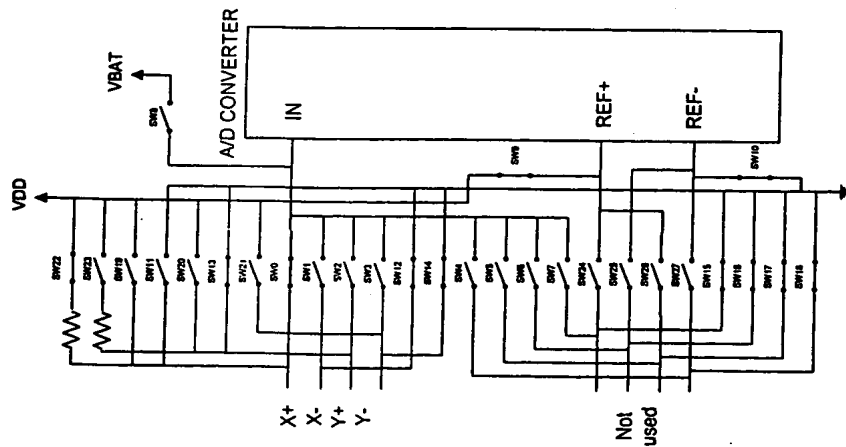 VBAT
A/D CONVERTER
SW8
IN
REF+
REF-
SW9
SW10
VDD
SW22
SW23
SW19
SW11
SW20
SW13
SW21
SW0
SW1
SW2
SW3
SW12
SW14
SW4
SW5
SW6
SW7
SW24
SW25
SW26
SW27
SW15
SW16
SW17
SW18
X+
X-
Y+
Y-
Not
used